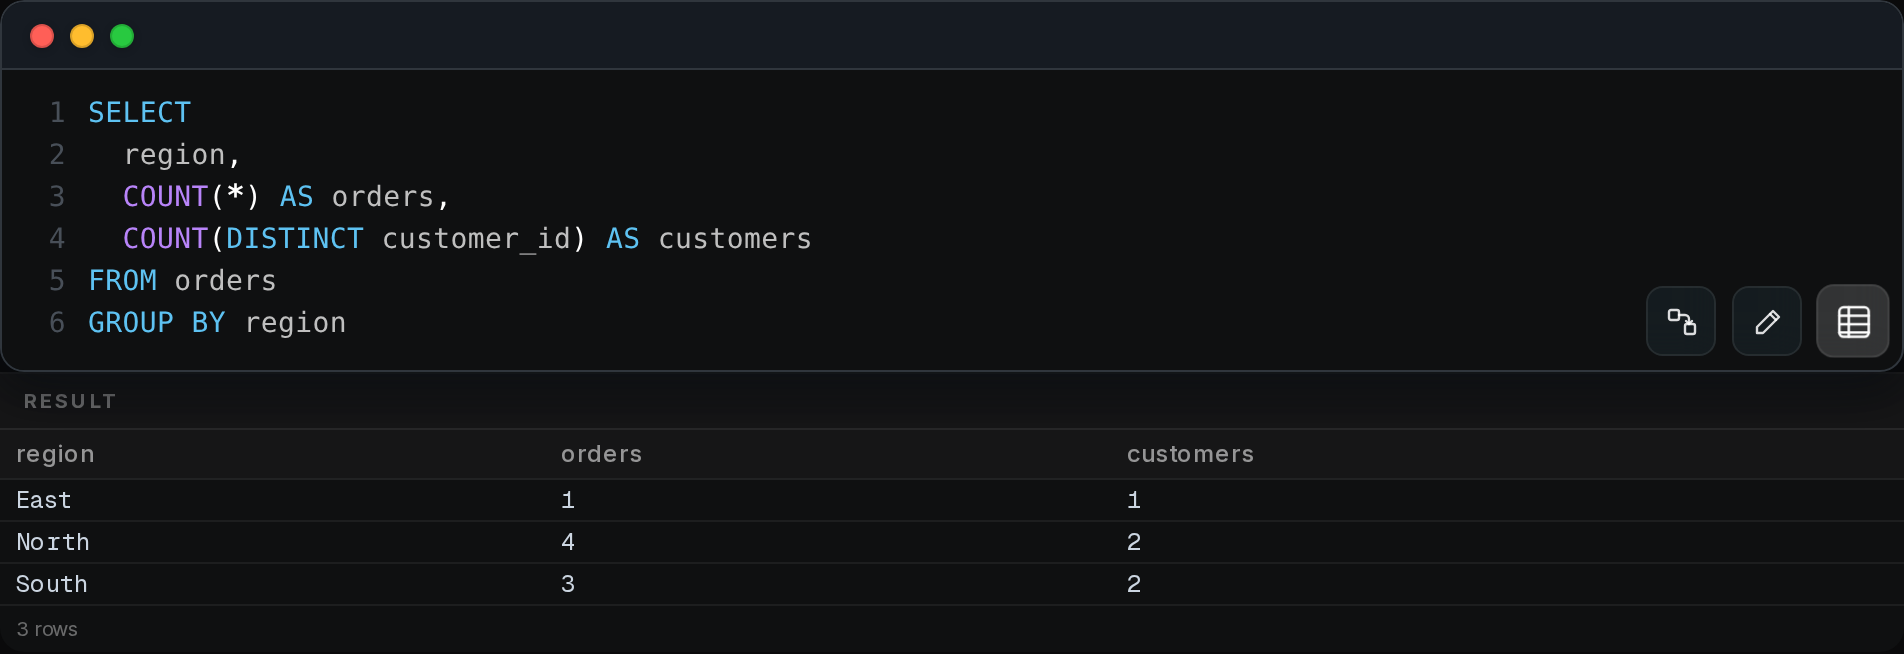 1 SELECT
2   region,
3   COUNT(*) AS orders,
4   COUNT(DISTINCT customer_id) AS customers
5 FROM orders
6 GROUP BY region
RESULT
region orders customers
East 1 1
North 4 2
South 3 2
3 rows